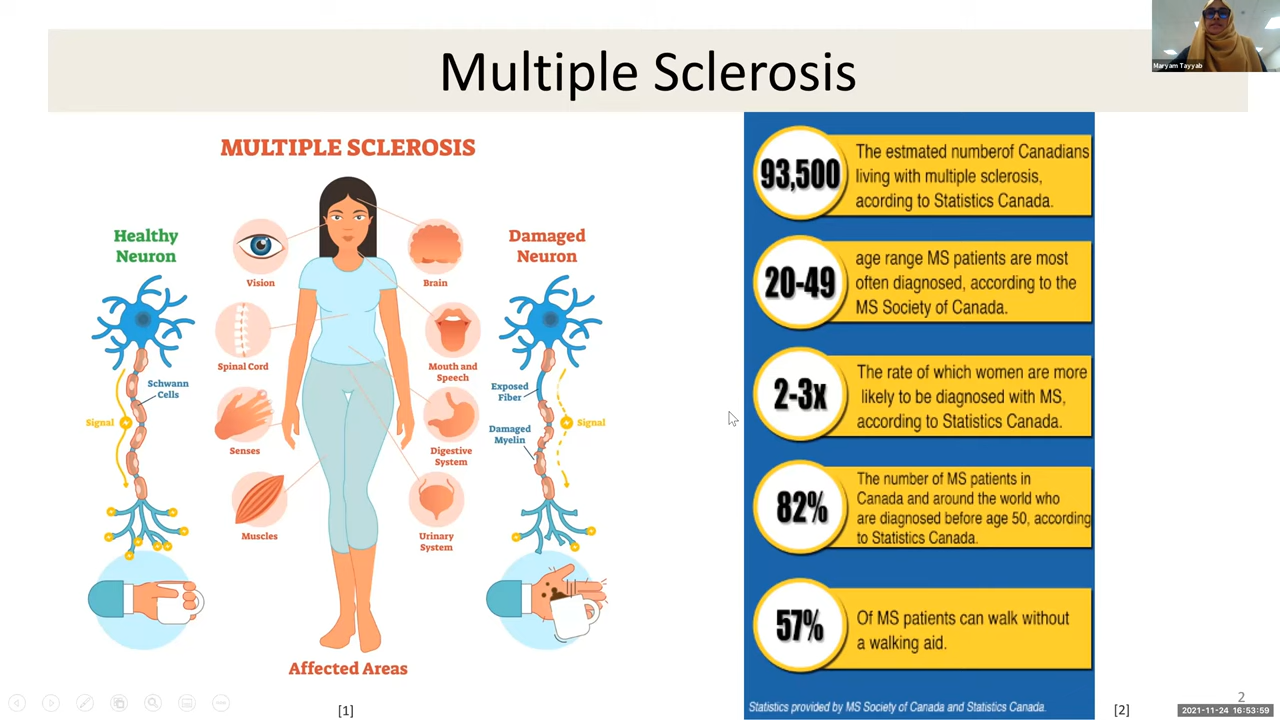 Multiple Sclerosis
Maryam Tayyab
MULTIPLE SCLEROSIS
Healthy
Neuron
Damaged
Neuron
Vision
Brain
Spinal Cord
Mouth and
Speech
Schwann
Cells
Exposed
Fiber
Signal
Signal
Damaged
Myelin
Senses
Digestive
System
Muscles
Urinary
System
Affected Areas
[1]
93,500
The estmated numberof Canadians
living with multiple sclerosis,
acording to Statistics Canada.
20-49
age range MS patients are most
often diagnosed, according to the
MS Society of Canada.
2-3x
The rate of which women are more
likely to be diagnosed with MS,
according to Statistics Canada.
82%
The number of MS patients in
Canada and around the world who
are diagnosed before age 50, according
to Statistics Canada.
57%
Of MS patients can walk without
a walking aid.
Statistics provided by MS Society of Canada and Statistics Canada.
[2]
2
2021-11-24 16:53:59